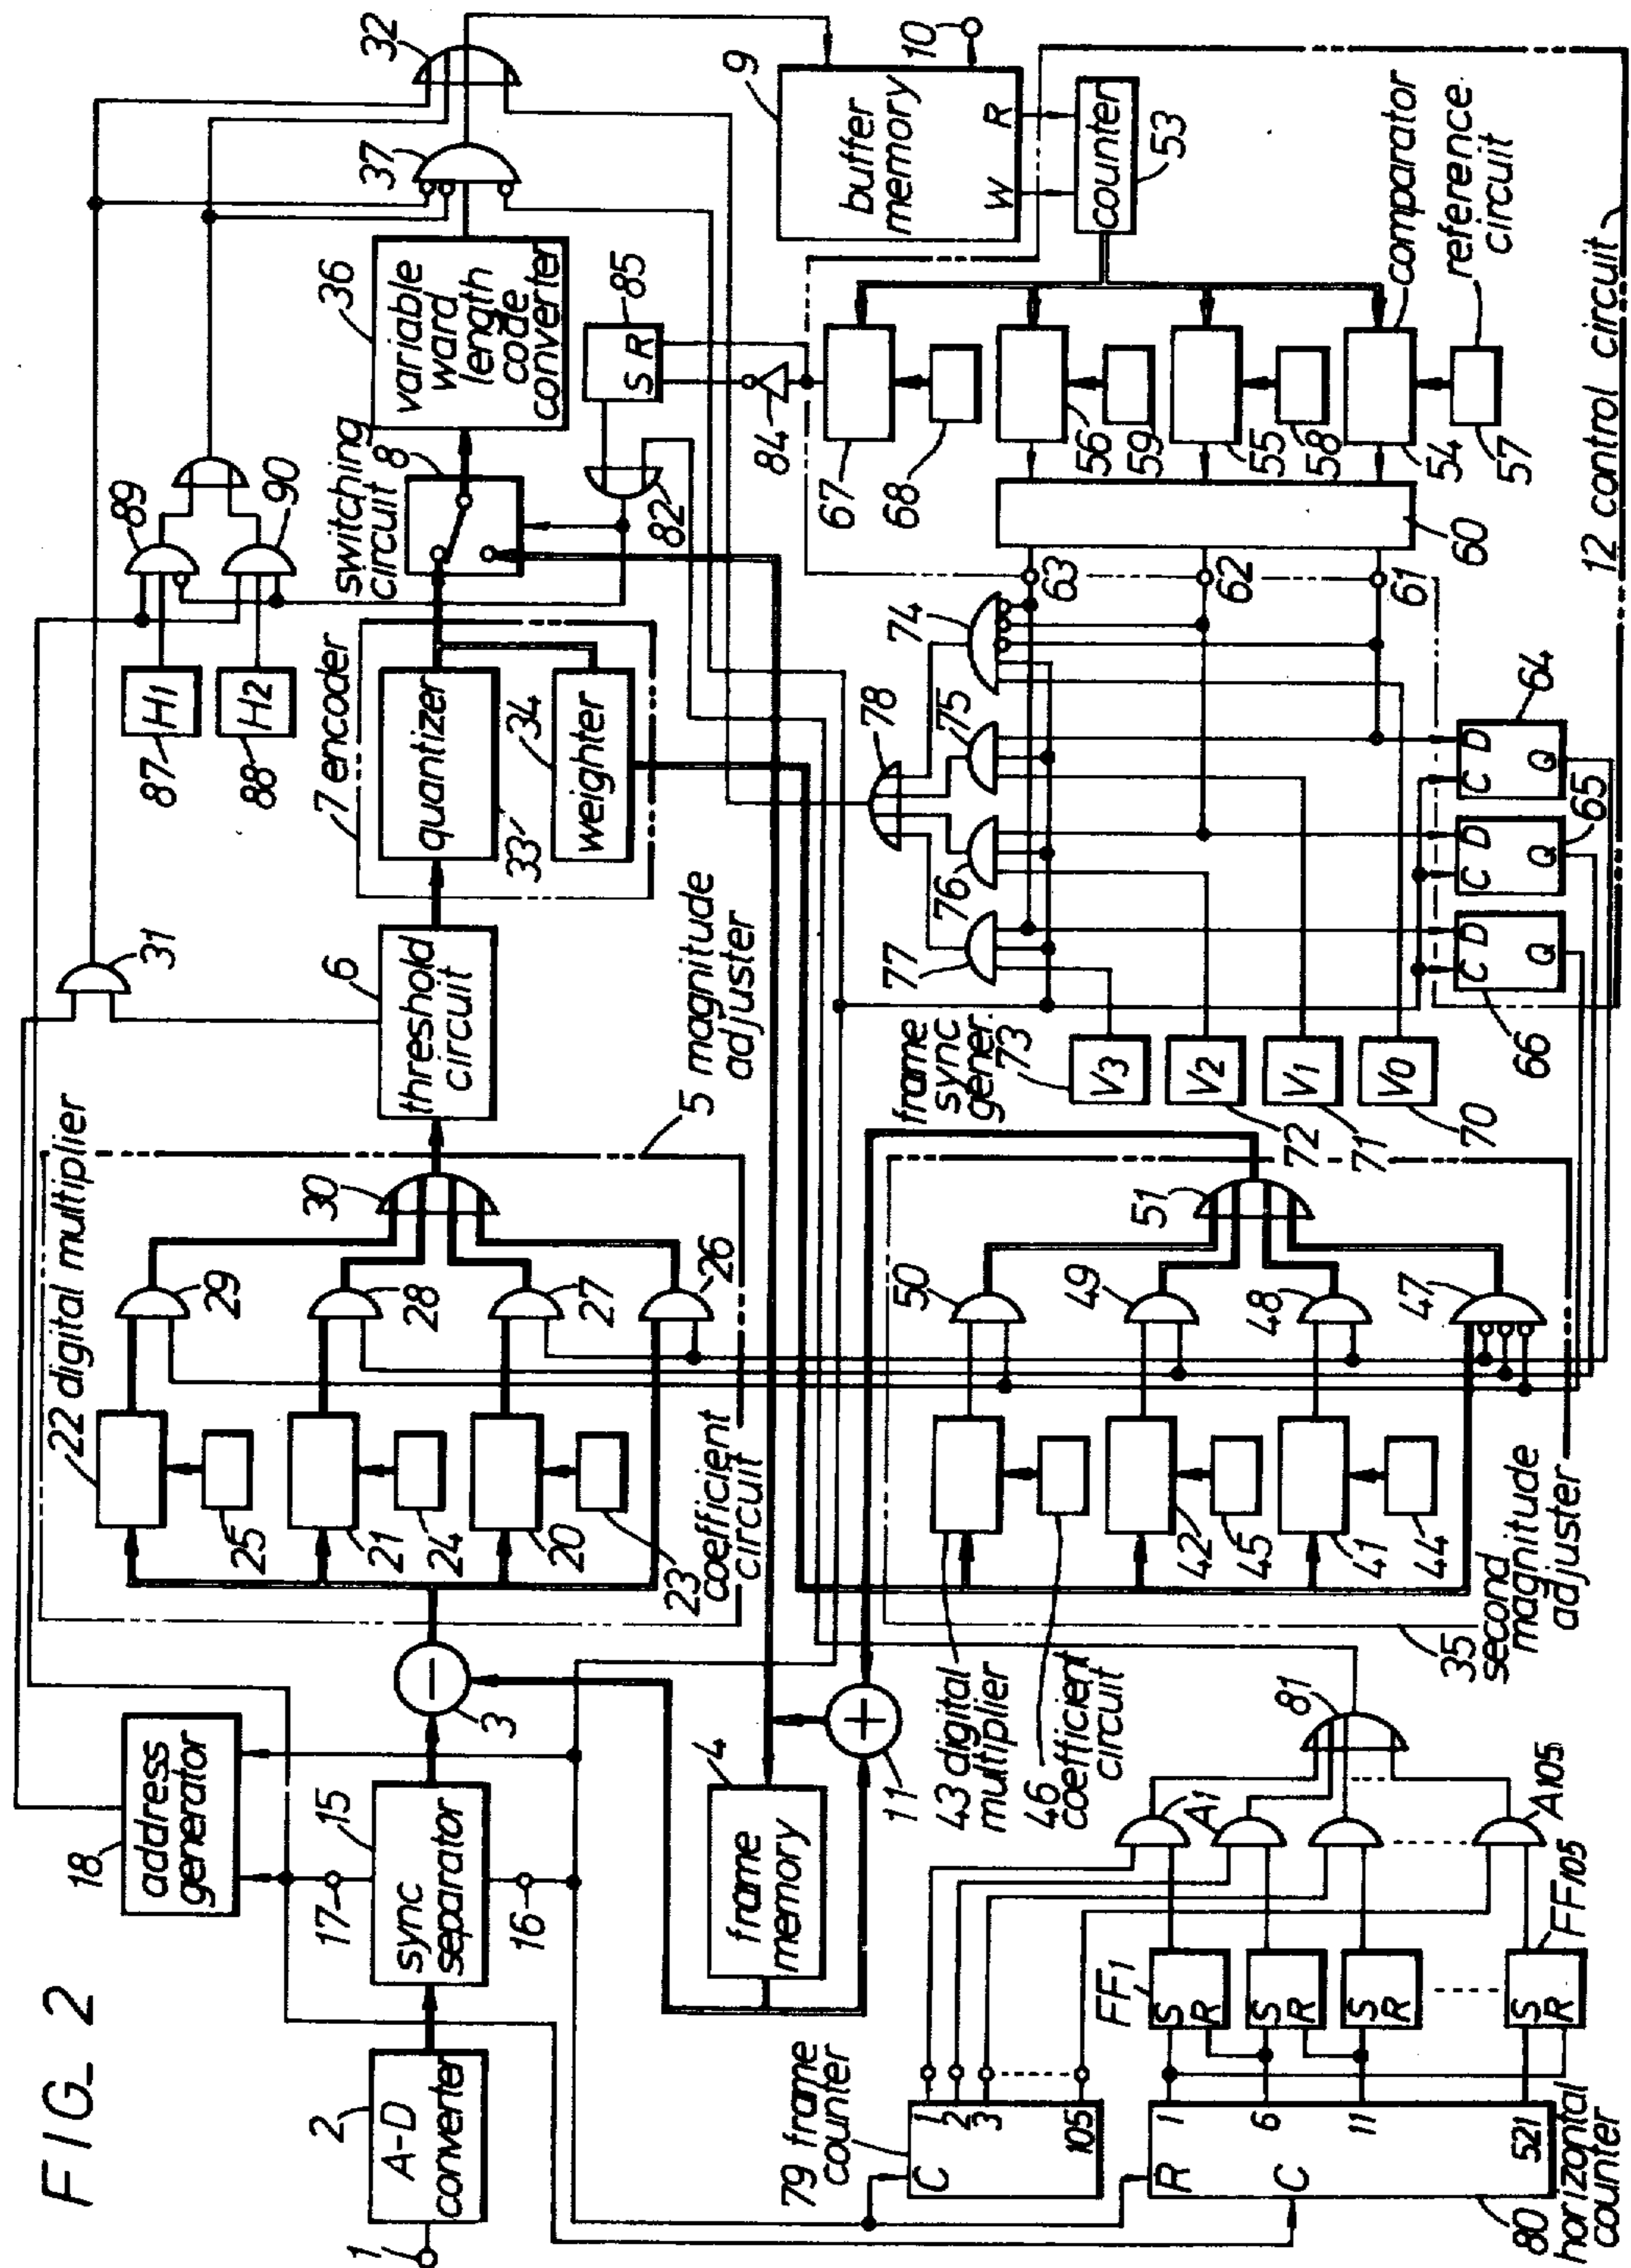 FIG_ 2
1
2
A-D
converter
15
sync
separator
17
16
18
address
generator
3
−
4
frame
memory
11
+
22 digital multiplier
25
21
24
20
23
coefficient
circuit
29
28
27
26
30
5 magnitude
adjuster
6
threshold
circuit
31
7 encoder
quantizer
33
34
weighter
87
H1
88
H2
89
90
switching
circuit 8
36
variable
ward
length
code
converter
37
32
82
85
S R
84
9
buffer
memory
W R
10
counter
53
67
68
56
59
55
58
54
57
comparator
reference
circuit
60
63
62
61
12 control circuit
74
75
76
77
78
64
65
66
C D
Q
C D
Q
C D
Q
frame
sync
gener.
73
V3
V2
V1
V0
72
71
70
43 digital
multiplier
46
coefficient
circuit
42
45
41
44
50
49
48
47
51
35
second
magnitude
adjuster
79 frame
counter
C
1
2
3
105
80
horizontal
counter
R
C
1
6
11
521
FF1
S
R
S
R
S
R
S
R
FF105
A1
A105
81